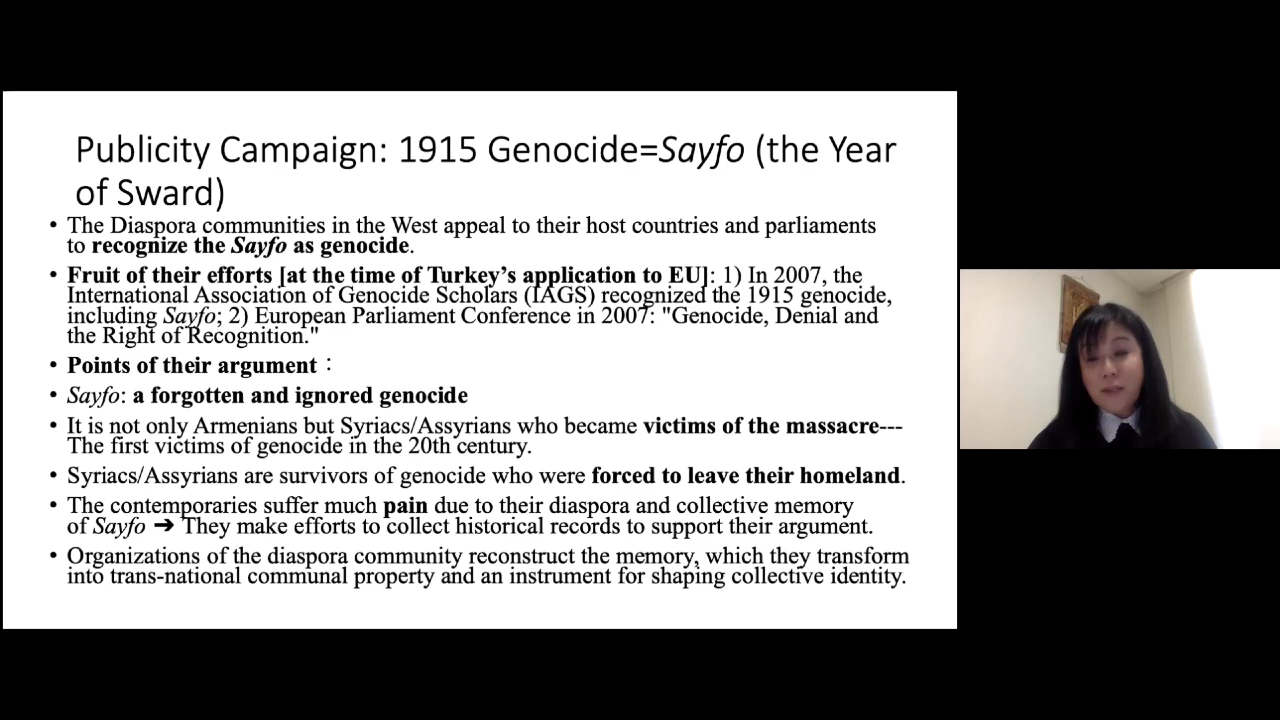 Publicity Campaign: 1915 Genocide=Sayfo (the Year
of Sward)
• The Diaspora communities in the West appeal to their host countries and parliaments
to recognize the Sayfo as genocide.
• Fruit of their efforts [at the time of Turkey’s application to EU]: 1) In 2007, the
International Association of Genocide Scholars (IAGS) recognized the 1915 genocide,
including Sayfo; 2) European Parliament Conference in 2007: "Genocide, Denial and
the Right of Recognition."
• Points of their argument：
• Sayfo: a forgotten and ignored genocide
• It is not only Armenians but Syriacs/Assyrians who became victims of the massacre---
The first victims of genocide in the 20th century.
• Syriacs/Assyrians are survivors of genocide who were forced to leave their homeland.
• The contemporaries suffer much pain due to their diaspora and collective memory
of Sayfo ➔ They make efforts to collect historical records to support their argument.
• Organizations of the diaspora community reconstruct the memory, which they transform
into trans-national communal property and an instrument for shaping collective identity.